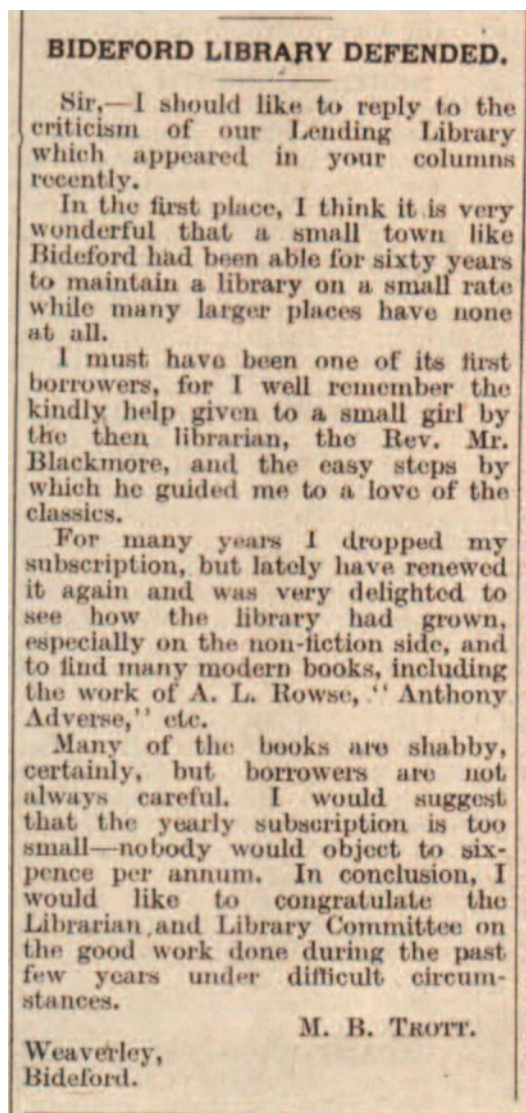 BIDEFORD LIBRARY DEFENDED.
Sir,—I should like to reply to the
criticism of our Lending Library
which appeared in your columns
recently.
In the first place, I think it is very
wonderful that a small town like
Bideford had been able for sixty years
to maintain a library on a small rate
while many larger places have none
at all.
I must have been one of its first
borrowers, for I well remember the
kindly help given to a small girl by
the then librarian, the Rev. Mr.
Blackmore, and the easy steps by
which he guided me to a love of the
classics.
For many years I dropped my
subscription, but lately have renewed
it again and was very delighted to
see how the library had grown,
especially on the non-fiction side, and
to find many modern books, including
the work of A. L. Rowse, " Anthony
Adverse," etc.
Many of the books are shabby,
certainly, but borrowers are not
always careful. I would suggest
that the yearly subscription is too
small—nobody would object to six-
pence per annum. In conclusion, I
would like to congratulate the
Librarian and Library Committee on
the good work done during the past
few years under difficult circum-
stances.
M. B. TROTT.
Weaverley,
Bideford.